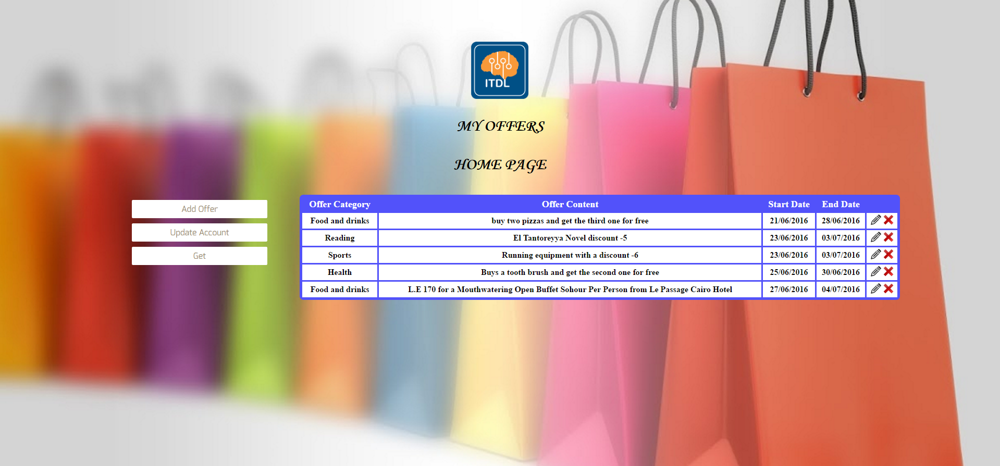 ITDL
MY OFFERS
HOME PAGE
Add Offer
Update Account
Get
Offer Category Offer Content Start Date End Date
Food and drinks buy two pizzas and get the third one for free 21/06/2016 28/06/2016
Reading El Tantoreyya Novel discount -5 23/06/2016 03/07/2016
Sports Running equipment with a discount -6 23/06/2016 03/07/2016
Health Buys a tooth brush and get the second one for free 25/06/2016 30/06/2016
Food and drinks L.E 170 for a Mouthwatering Open Buffet Sohour Per Person from Le Passage Cairo Hotel 27/06/2016 04/07/2016